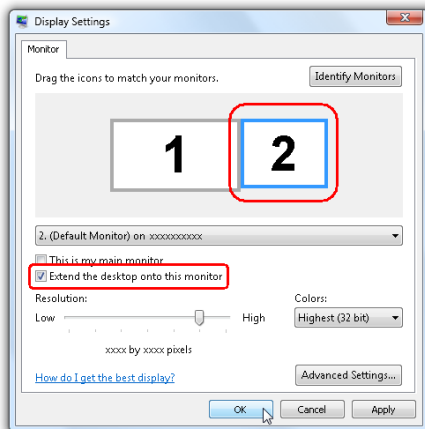 Display Settings
Monitor
Drag the icons to match your monitors.
Identify Monitors
1
2
2. (Default Monitor) on xxxxxxxxxx
This is my main monitor
Extend the desktop onto this monitor
Resolution:
Colors:
Low
High
Highest (32 bit)
xxxx by xxxx pixels
How do I get the best display?
Advanced Settings...
OK
Cancel
Apply